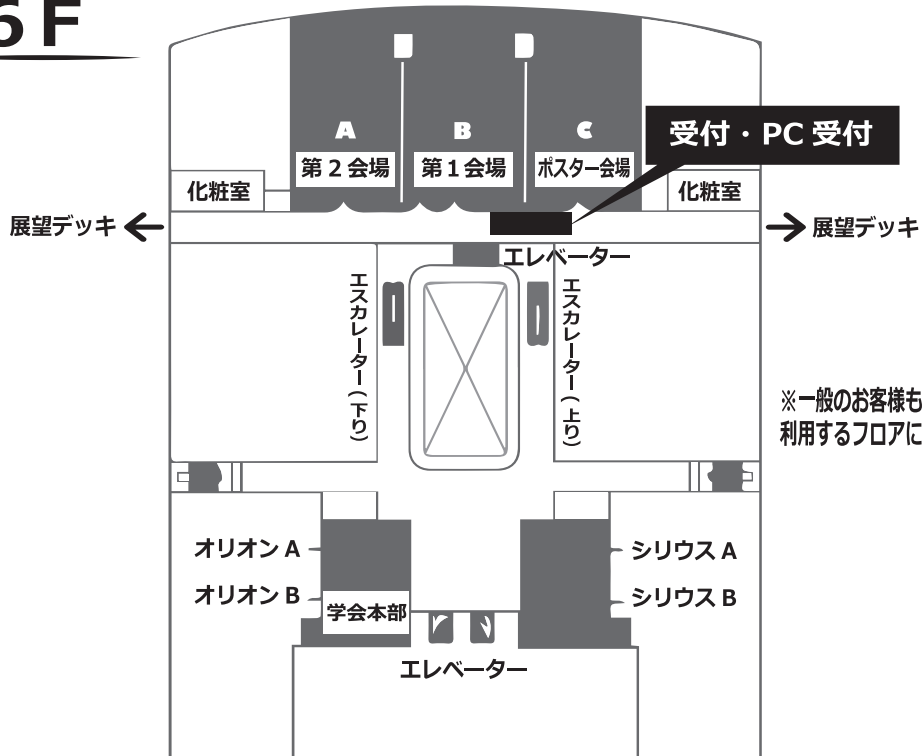 6F
A
B
C
受付・PC 受付
第2会場
第1会場
ポスター会場
化粧室
化粧室
展望デッキ
展望デッキ
エレベーター
エスカレーター(下り)
エスカレーター(上り)
※一般のお客様も
利用するフロアに
オリオン A
シリウス A
オリオン B
シリウス B
学会本部
エレベーター